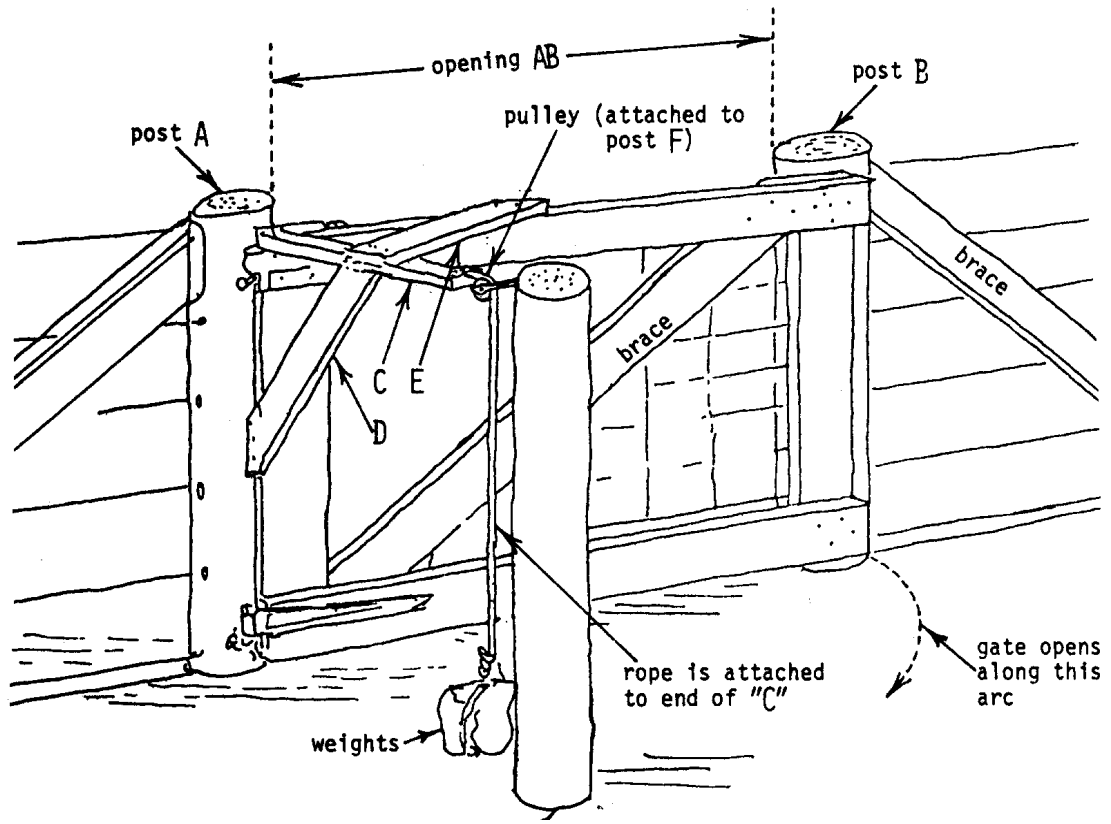 opening AB
post B
pulley (attached to
post F)
post A
brace
brace
C E
D
rope is attached
to end of "C"
gate opens
along this
arc
weights